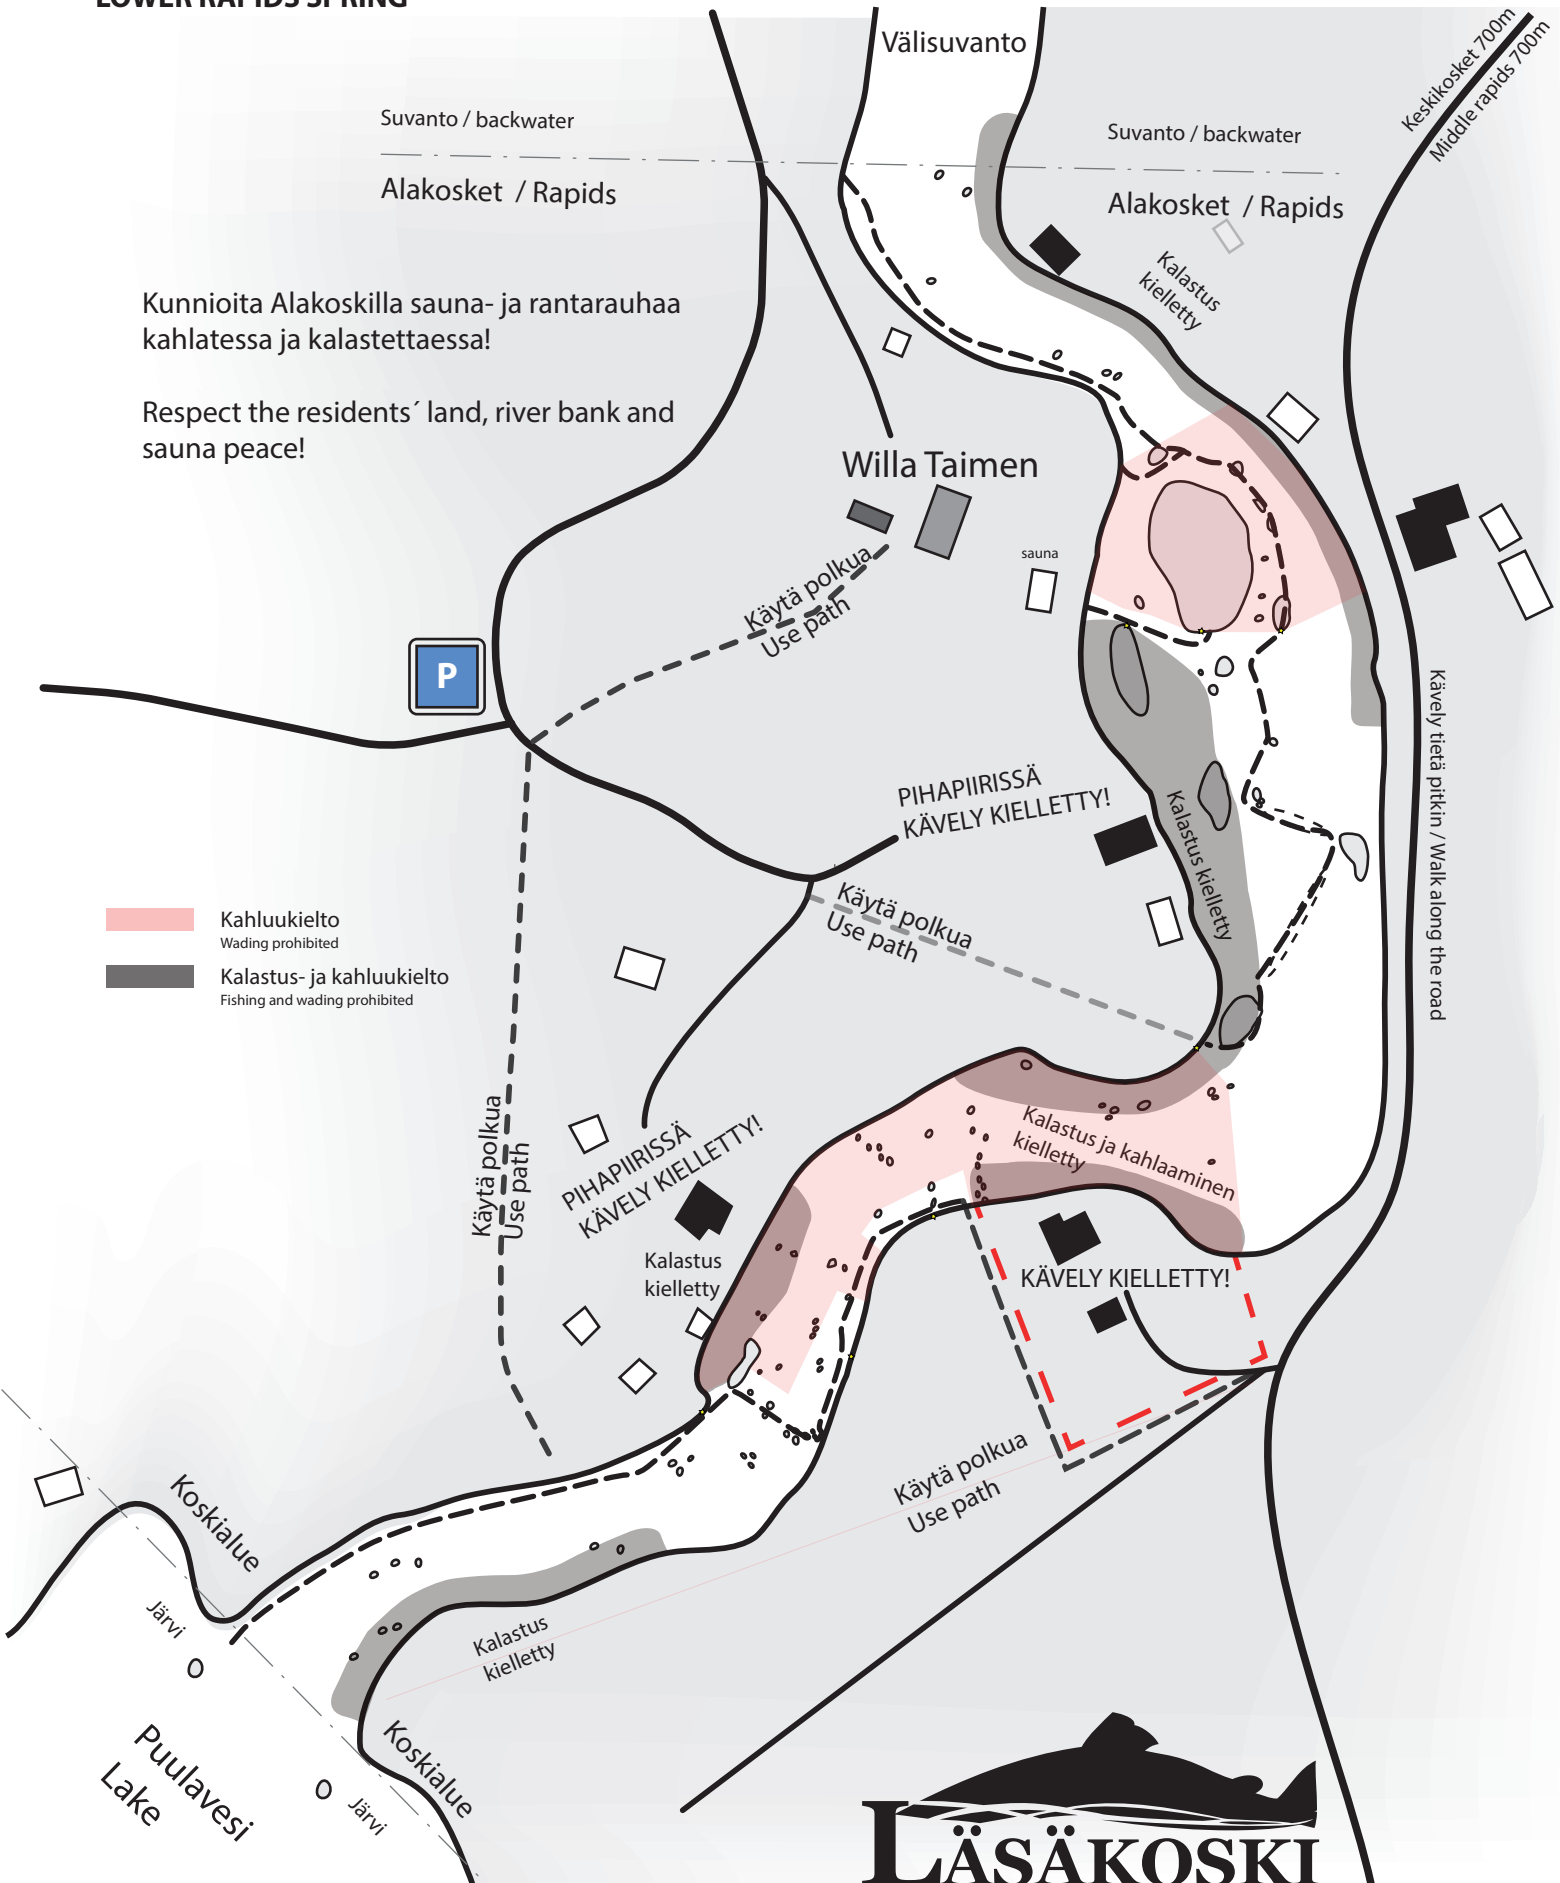 LOWER RAPIDS SPRING
Välisuvanto
Keskikosket 700m
Middle rapids 700m
Suvanto / backwater
Alakosket / Rapids
Suvanto / backwater
Alakosket / Rapids
Kalastus
kielletty
Kunnioita Alakoskilla sauna- ja rantarauhaa
kahlatessa ja kalastettaessa!
Respect the residents´ land, river bank and
sauna peace!
Willa Taimen
sauna
Käytä polkua
Use path
P
Kävely tietä pitkin / Walk along the road
PIHAPIIRISSÄ
KÄVELY KIELLETTY!
Kalastus kielletty
Käytä polkua
Use path
Kahluukielto
Wading prohibited
Kalastus- ja kahluukielto
Fishing and wading prohibited
Käytä polkua
Use path
PIHAPIIRISSÄ
KÄVELY KIELLETTY!
Kalastus ja kahlaaminen
kielletty
Kalastus
kielletty
KÄVELY KIELLETTY!
Käytä polkua
Use path
Koskialue
Järvi
Kalastus
kielletty
Puulavesi
Lake
Koskialue
Järvi
LÄSÄKOSKI